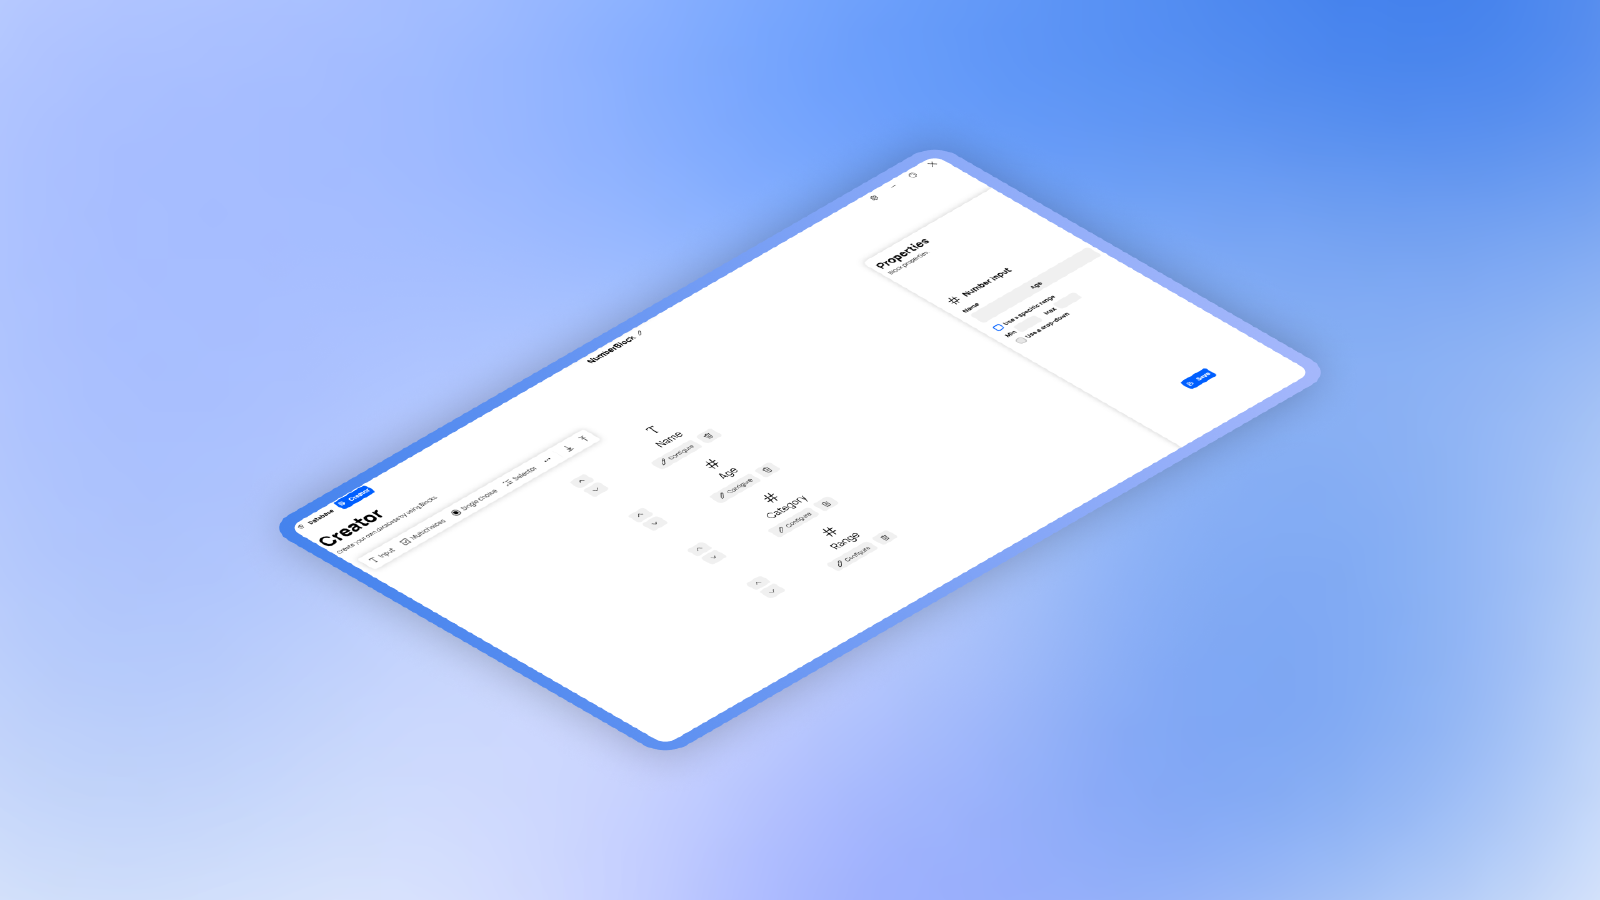 Database
Creator
Creator
Create your own database by using Blocks
Input
Multichoices
Single Choice
Selector
NumberBlock
Name
Configure
Age
Configure
Category
Configure
Range
Configure
Properties
Block properties
Number input
Name
Age
Use a specific range
Min
Max
Use a drop-down
Save